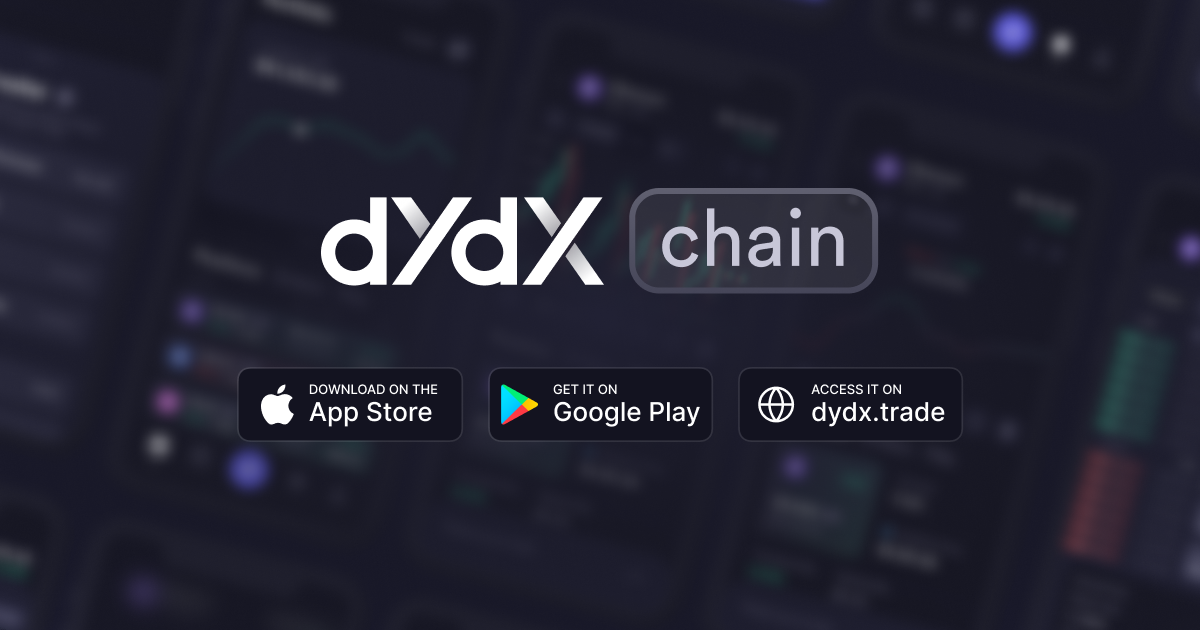 dYdX chain
DOWNLOAD ON THE
App Store
GET IT ON
Google Play
ACCESS IT ON
dydx.trade